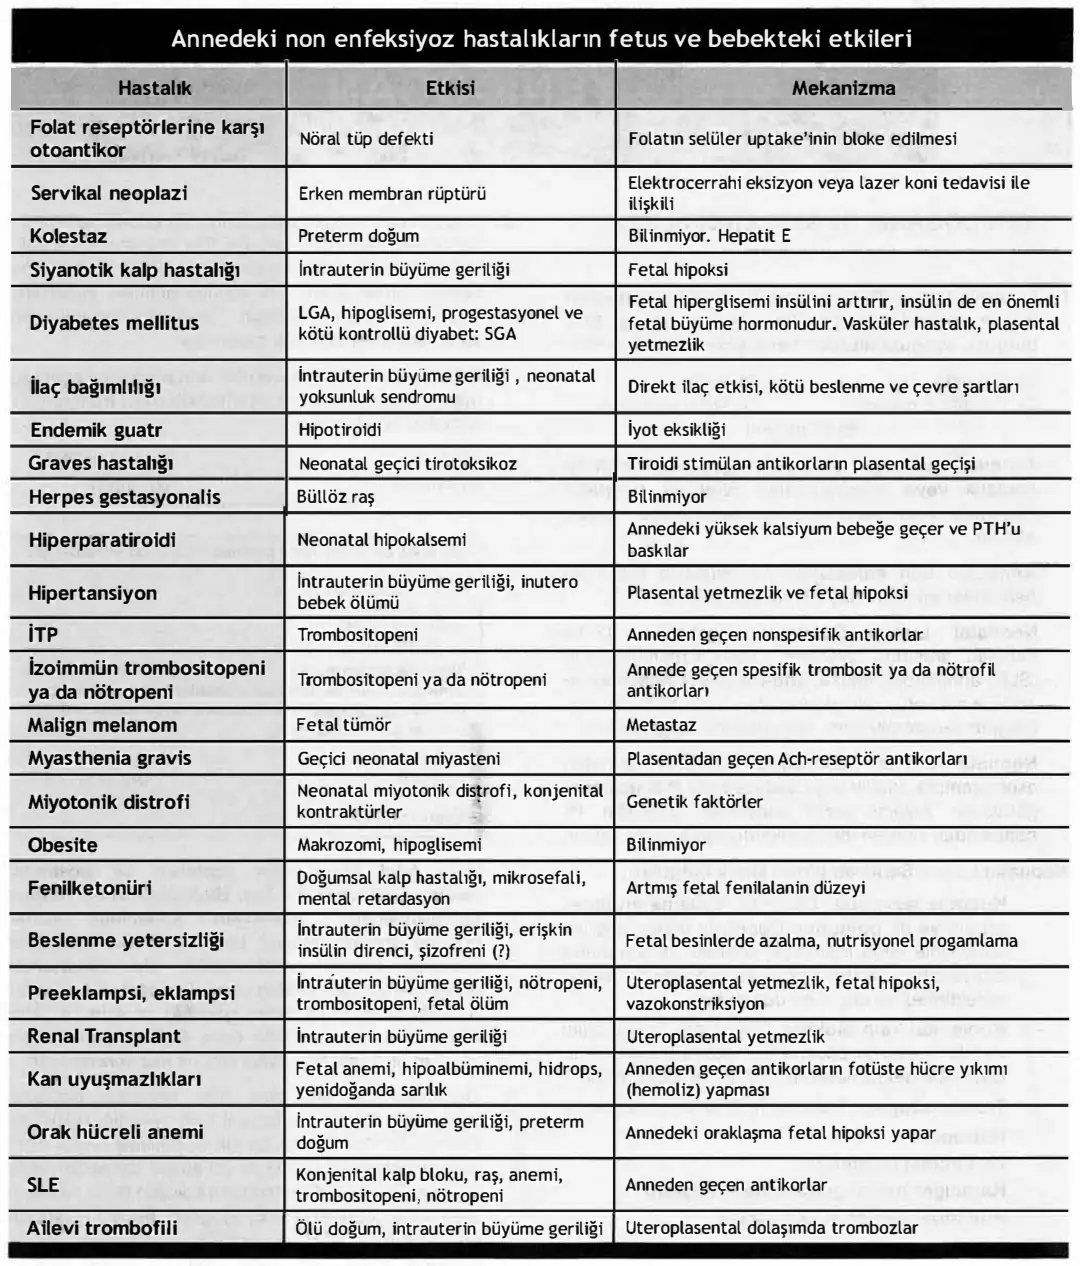 Annedeki non enfeksiyoz hastalıkların fetus ve bebekteki etkileri
Hastalık Etkisi Mekanizma
Folat reseptörlerine karşı otoantikor
Nöral tüp defekti
Folatın selüler uptake'inin bloke edilmesi
Servikal neoplazi
Erken membran rüptürü
Elektrocerrahi eksizyon veya lazer koni tedavisi ile
ilişkili
Kolestaz
Preterm doğum
Bilinmiyor. Hepatit E
Siyanotik kalp hastalığı
İntrauterin büyüme geriliği
Fetal hipoksi
Diyabetes mellitus
LGA, hipoglisemi, progestasyonel ve
kötü kontrollü diyabet: SGA
Fetal hiperglisemi insülini arttırir, insülin de en önemli
fetal büyüme hormonudur. Vasküler hastalık, plasental
yetmezlik
İlaç bağımlılığı
İntrauterin büyüme geriliği , neonatal
yoksunluk sendromu
Direkt ilaç etkisi, kötü beslenme ve çevre şartları
Endemik guatr
Hipotiroidi
İyot eksikliği
Graves hastalığı
Neonatal geçici tirotoksikoz
Tiroidi stimülan antikorların plasental geçişi
Herpes gestasyonalis
Büllöz raş
Bilinmiyor
Hiperparatiroidi
Neonatal hipokalsemi
Annedeki yüksek kalsiyum bebeğe geçer ve PTH'u
baskılar
Hipertansiyon
İntrauterin büyüme geriliği, inutero
bebek ölümü
Plasental yetmezlik ve fetal hipoksi
İTP
Trombositopeni
Anneden geçen nonspesifik antikorlar
İzoimmün trombositopeni
ya da nötropeni
Trombositopeni ya da nötropeni
Annede geçen spesifik trombosit ya da nötrofil
antikorları
Malign melanom
Fetal tümör
Metastaz
Myasthenia gravis
Geçici neonatal miyasteni
Plasentadan geçen Ach-reseptör antikorları
Miyotonik distrofi
Neonatal miyotonik distrofi, konjenital
kontraktürler
Genetik faktörler
Obesite
Makrozomi, hipoglisemi
Bilinmiyor
Fenilketonüri
Doğumsal kalp hastalığı, mikrosefali,
mental retardasyon
Artmış fetal fenilalanin düzeyi
Beslenme yetersizliği
İntrauterin büyüme geriliği, erişkin
insülin direnci, şizofreni (?)
Fetal besinlerde azalma, nutrisyonel progamlama
Preeklampsi, eklampsi
İntrauterin büyüme geriliği, nötropeni,
trombositopeni, fetal ölüm
Uteroplasental yetmezlik, fetal hipoksi,
vazokonstriksiyon
Renal Transplant
İntrauterin büyüme geriliği
Uteroplasental yetmezlik
Kan uyuşmazlıkları
Fetal anemi, hipoalbüminemi, hidrops,
yenidoğanda sarılık
Anneden geçen antikorların fötüste hücre yıkımı
(hemoliz) yapması
Orak hücreli anemi
İntrauterin büyüme geriliği, preterm
doğum
Annedeki oraklaşma fetal hipoksi yapar
SLE
Konjenital kalp bloku, raş, anemi,
trombositopeni, nötropeni
Anneden geçen antikorlar
Ailevi trombofili
Ölü doğum, intrauterin büyüme geriliği
Uteroplasental dolaşımda trombozlar